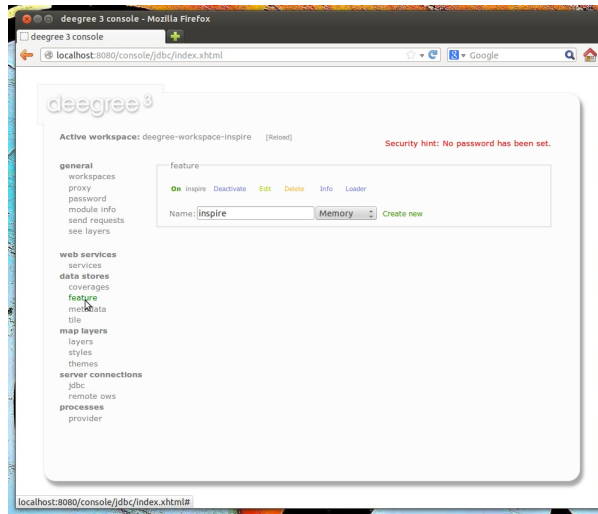 deegree 3 console - Mozilla Firefox
deegree 3 console
localhost:8080/console/jdbc/index.xhtml
Google
deegree 3
Active workspace: deegree-workspace-inspire [Reload]
Security hint: No password has been set.
general
workspaces
proxy
password
module info
send requests
see layers
web services
services
data stores
coverages
feature
metadata
tile
map layers
layers
styles
themes
server connections
jdbc
remote ows
processes
provider
feature
On inspire Deactivate Edit Delete Info Loader
Name: inspire Memory Create new
localhost:8080/console/jdbc/index.xhtml#